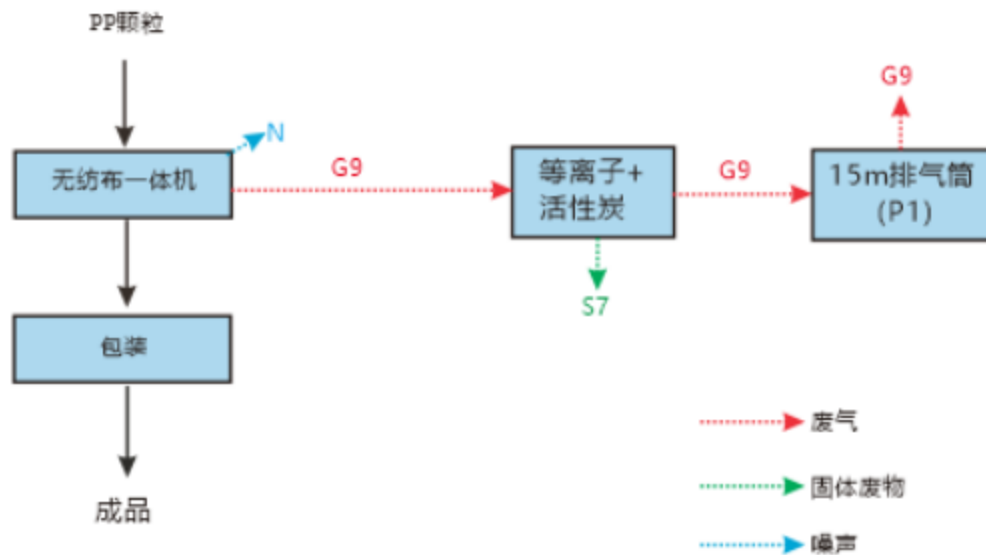 PP颗粒
G9
N
无纺布一体机
G9
等离子+
活性炭
G9
15m排气筒
(P1)
S7
包装
废气
固体废物
成品
噪声